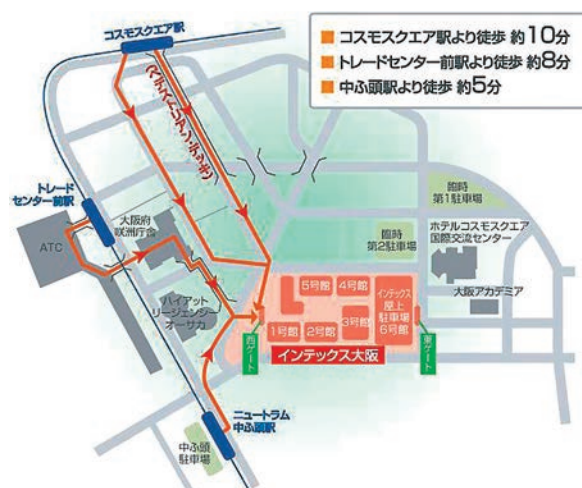 コスモスクエア駅
コスモスクエア駅より徒歩 約10分
トレードセンター前駅より徒歩 約8分
中ふ頭駅より徒歩 約5分
(ペデストリアン・デッキ)
トレード
センター前駅
ATC
大阪府
咲洲庁舎
ハイアット
リージェンシー
オーサカ
臨時
第1駐車場
臨時
第2駐車場
ホテルコスモスクエア
国際交流センター
大阪アカデミア
5号館
4号館
インテックス
屋上
駐車場
6号館
1号館
2号館
3号館
インテックス大阪
西ゲート
東ゲート
ニュートラム
中ふ頭駅
中ふ頭
駐車場